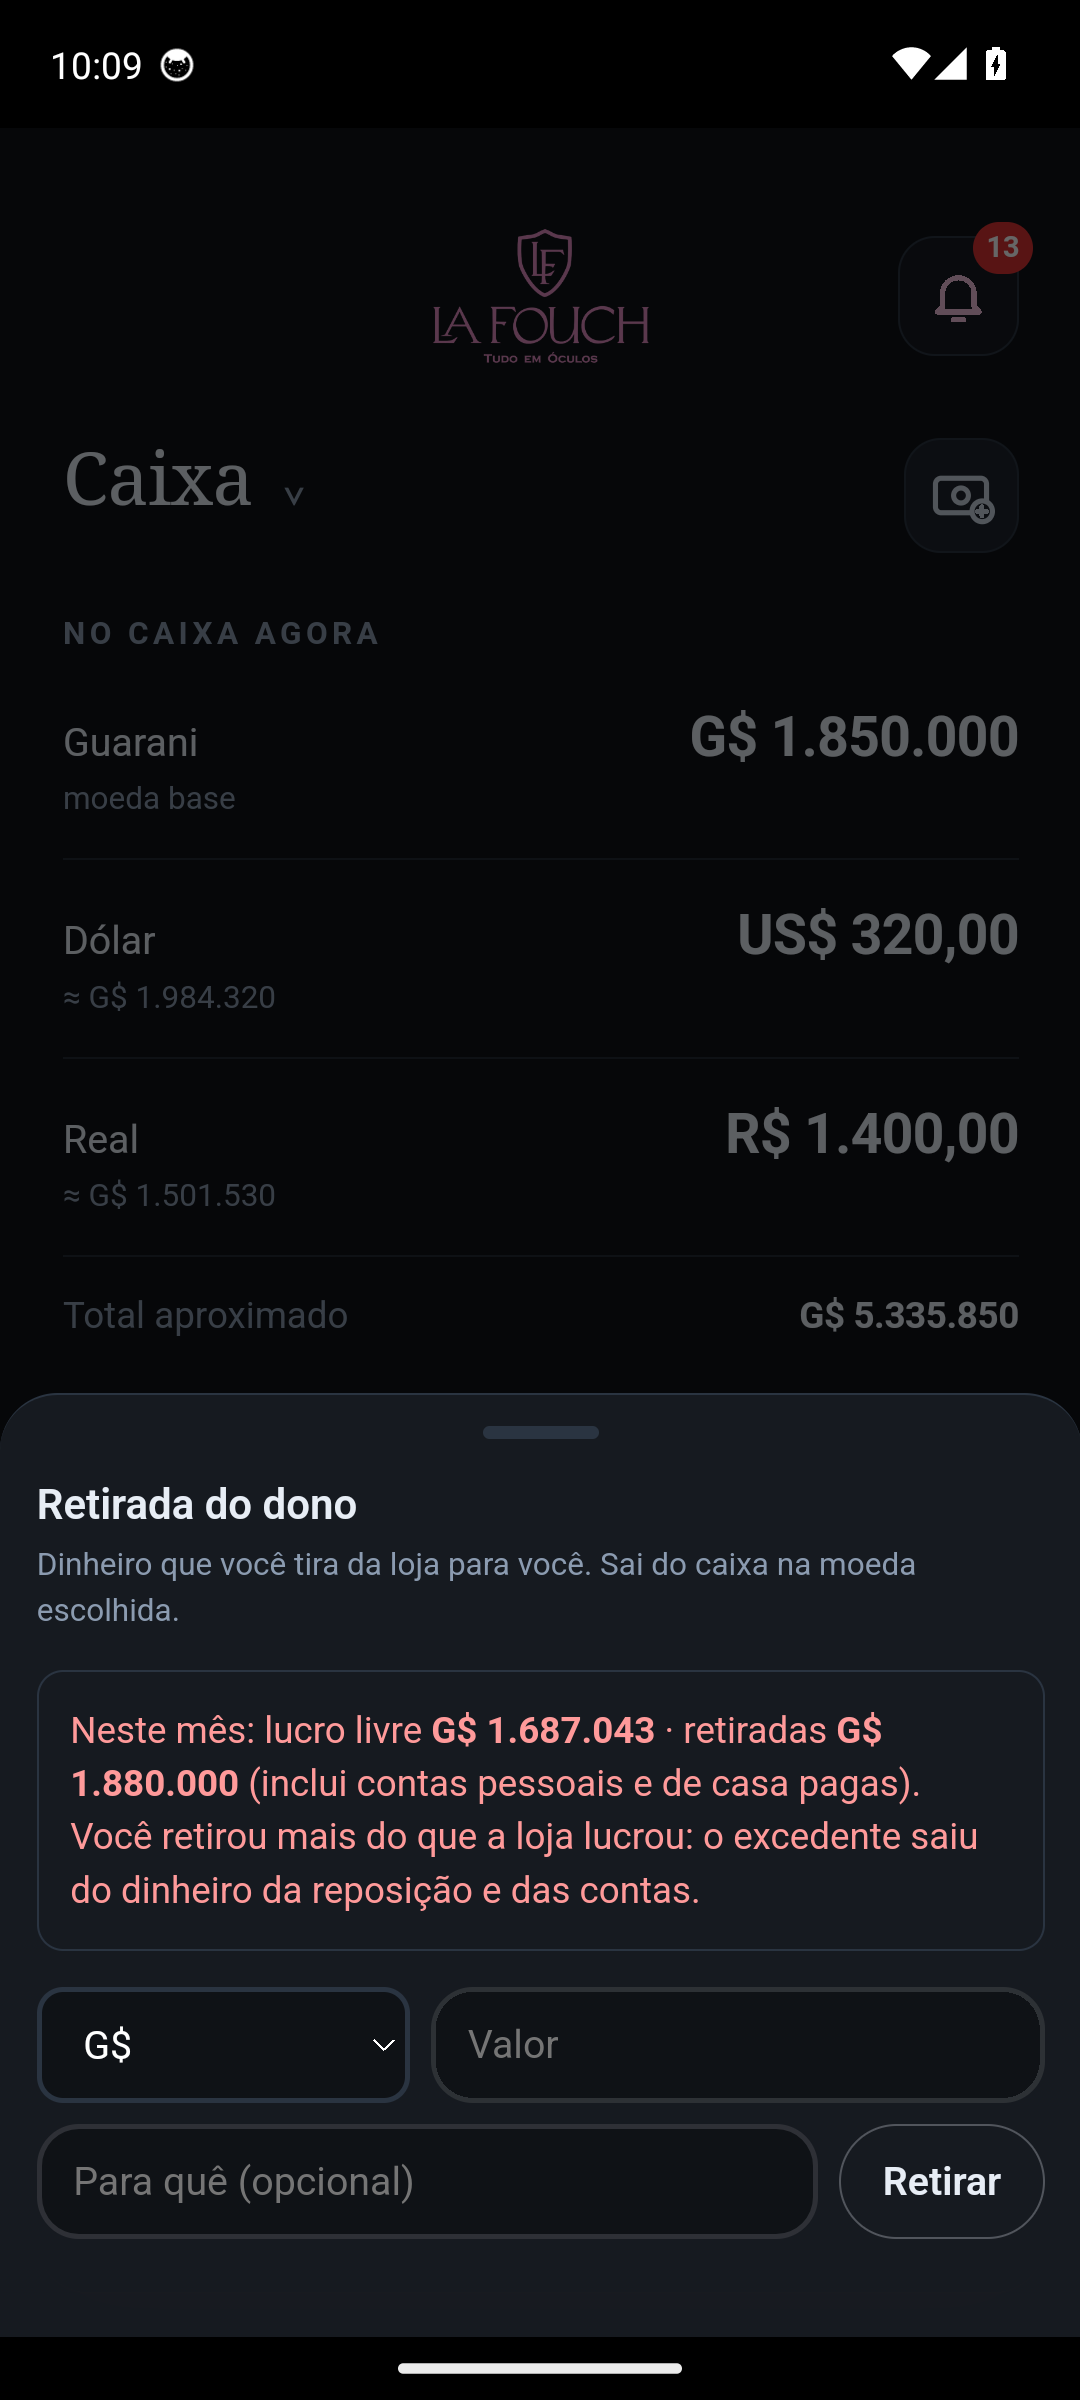 10:09
13
LF
LA FOUCH
TUDO EM ÓCULOS
Caixa
NO CAIXA AGORA
Guarani G$ 1.850.000
moeda base
Dólar US$ 320,00
≈ G$ 1.984.320
Real R$ 1.400,00
≈ G$ 1.501.530
Total aproximado G$ 5.335.850
Retirada do dono
Dinheiro que você tira da loja para você. Sai do caixa na moeda
escolhida.
Neste mês: lucro livre G$ 1.687.043 · retiradas G$
1.880.000 (inclui contas pessoais e de casa pagas).
Você retirou mais do que a loja lucrou: o excedente saiu
do dinheiro da reposição e das contas.
G$ Valor
Para quê (opcional) Retirar